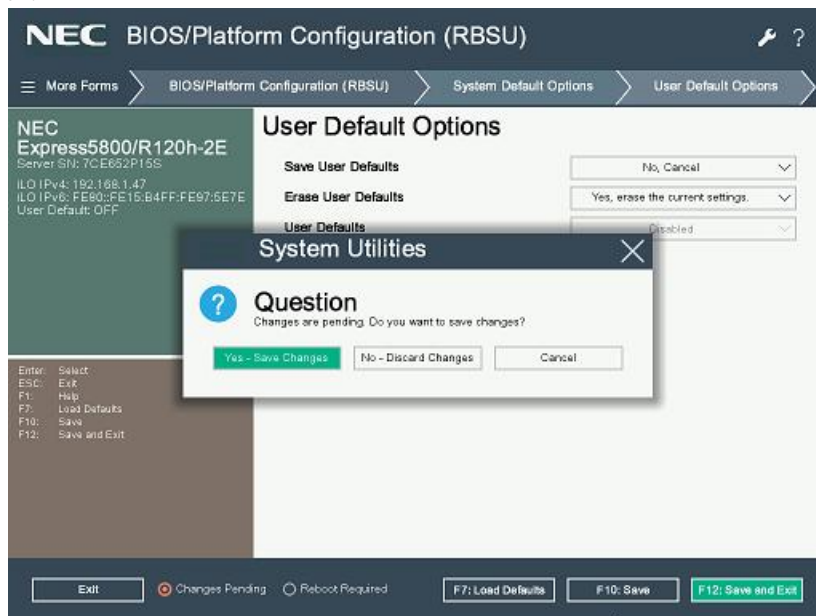 NEC BIOS/Platform Configuration (RBSU) ?
More Forms BIOS/Platform Configuration (RBSU) System Default Options User Default Options
NEC
Express5800/R120h-2E
Server SN: 7CE652P15S
iLO IPv4: 192.168.1.47
iLO IPv6: FE80::FE15:B4FF:FE97:5E7E
User Default: OFF
User Default Options
Save User Defaults No, Cancel
Erase User Defaults Yes, erase the current settings.
User Defaults Disabled
System Utilities
?
Question
Changes are pending. Do you want to save changes?
Yes - Save Changes No - Discard Changes Cancel
Enter: Select
ESC: Exit
F1: Help
F7: Load Defaults
F10: Save
F12: Save and Exit
Exit Changes Pending Reboot Required F7: Load Defaults F10: Save F12: Save and Exit